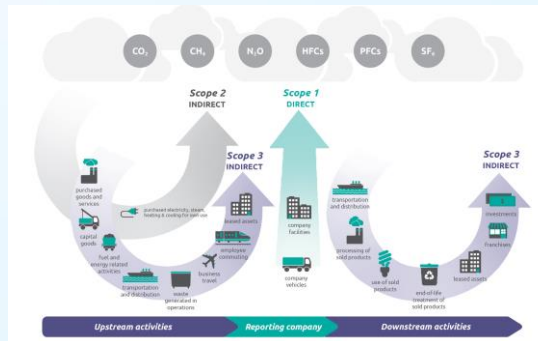 CO₂
CH₄
N₂O
HFCs
PFCs
SF₆
Scope 2
INDIRECT
Scope 1
DIRECT
Scope 3
INDIRECT
Scope 3
INDIRECT
purchased
goods and
services
capital
goods
fuel and
energy related
activities
transportation
and distribution
waste
generated in
operations
business
travel
employee
commuting
leased assets
purchased electricity, steam,
heating & cooling for own use
company
facilities
company
vehicles
transportation
and distribution
processing of
sold products
use of sold
products
end-of-life
treatment of
sold products
leased assets
franchises
investments
Upstream activities
Reporting company
Downstream activities